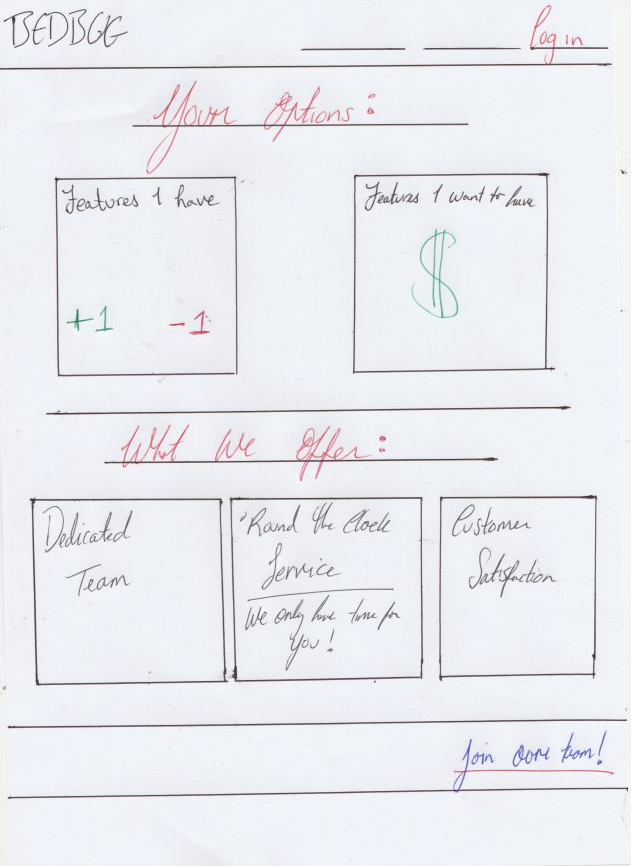 BEDBGG
Log in
Your Options:
Features I have
+1 -1
Features I want to have
$
What We Offer:
Dedicated
Team
'Round the Clock
Service
We only have time for
You!
Customer
Satisfaction
Join our team!